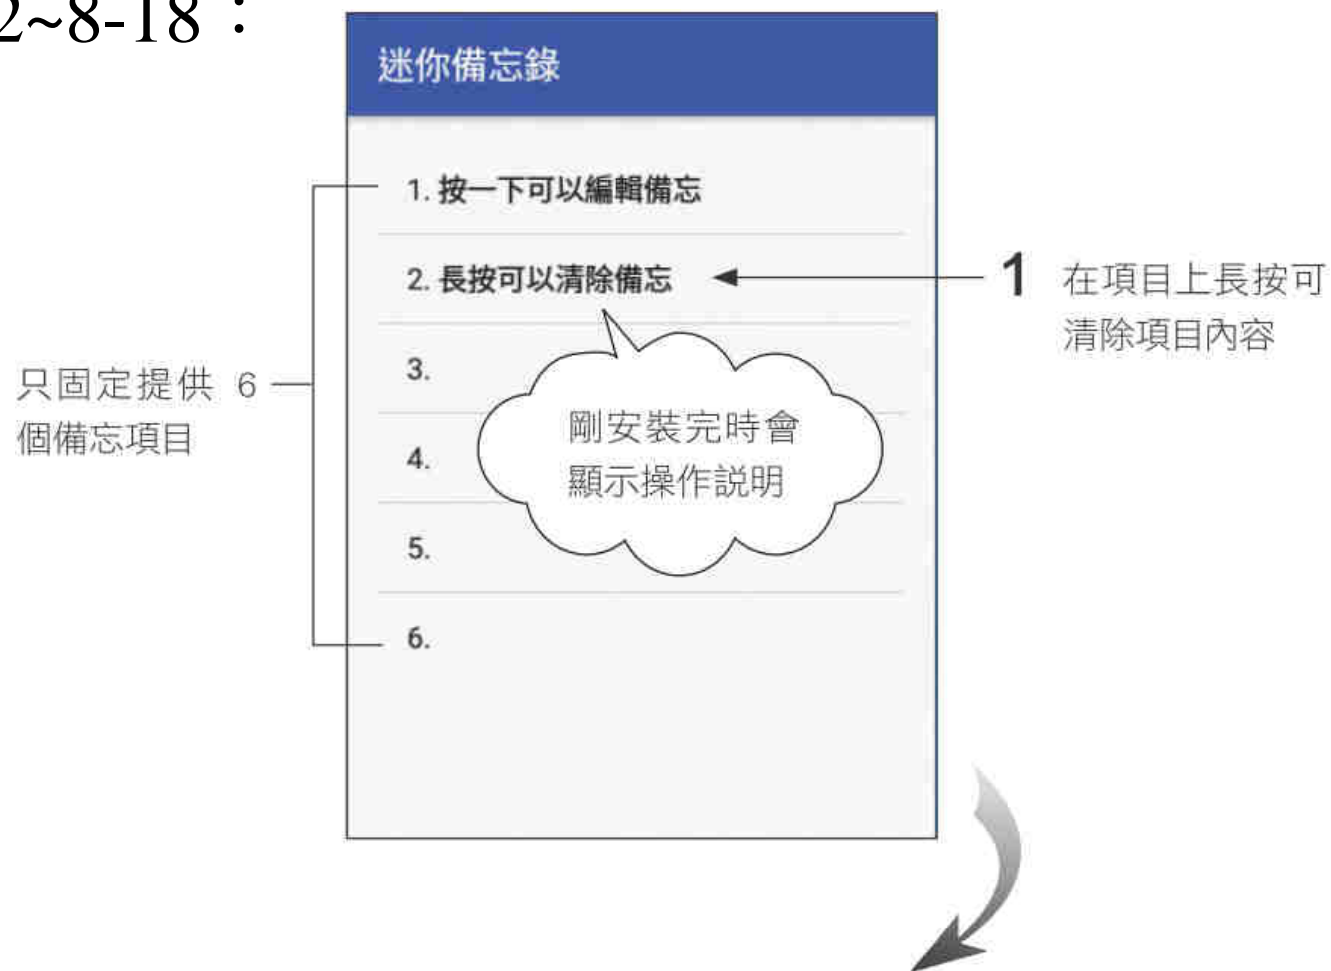 2~8-18：
迷你備忘錄
1. 按一下可以編輯備忘
2. 長按可以清除備忘
1 在項目上長按可
清除項目內容
3.
只固定提供 6
個備忘項目
剛安裝完時會
顯示操作說明
4.
5.
6.